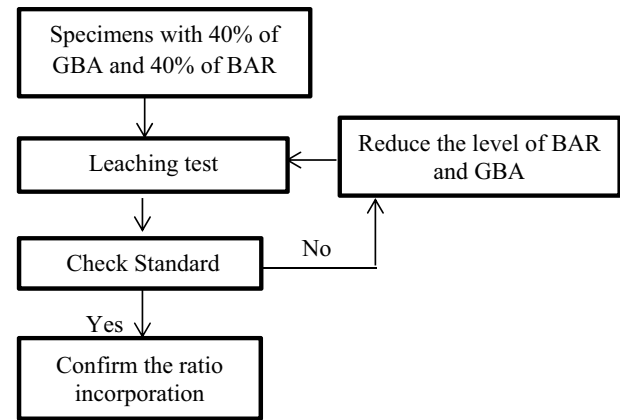 Specimens with 40% of
GBA and 40% of BAR
Leaching test
Reduce the level of BAR
and GBA
Check Standard
No
Yes
Confirm the ratio
incorporation